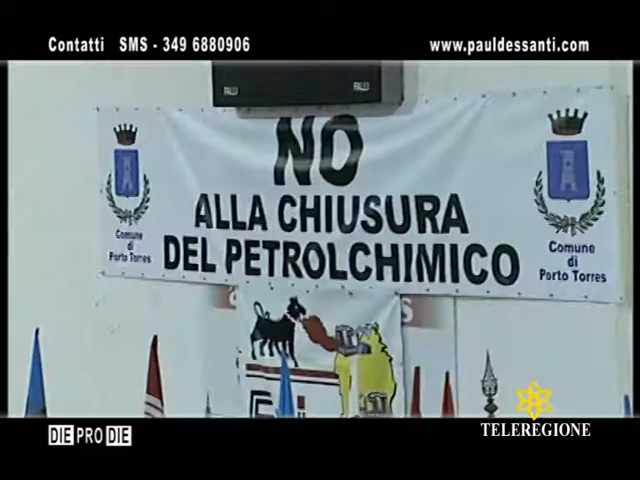 Contatti SMS - 349 6880906
www.pauldessanti.com
NO
ALLA CHIUSURA
DEL PETROLCHIMICO
Comune
di
Porto Torres
Comune
di
Porto Torres
DIE PRO DIE
TELEREGIONE